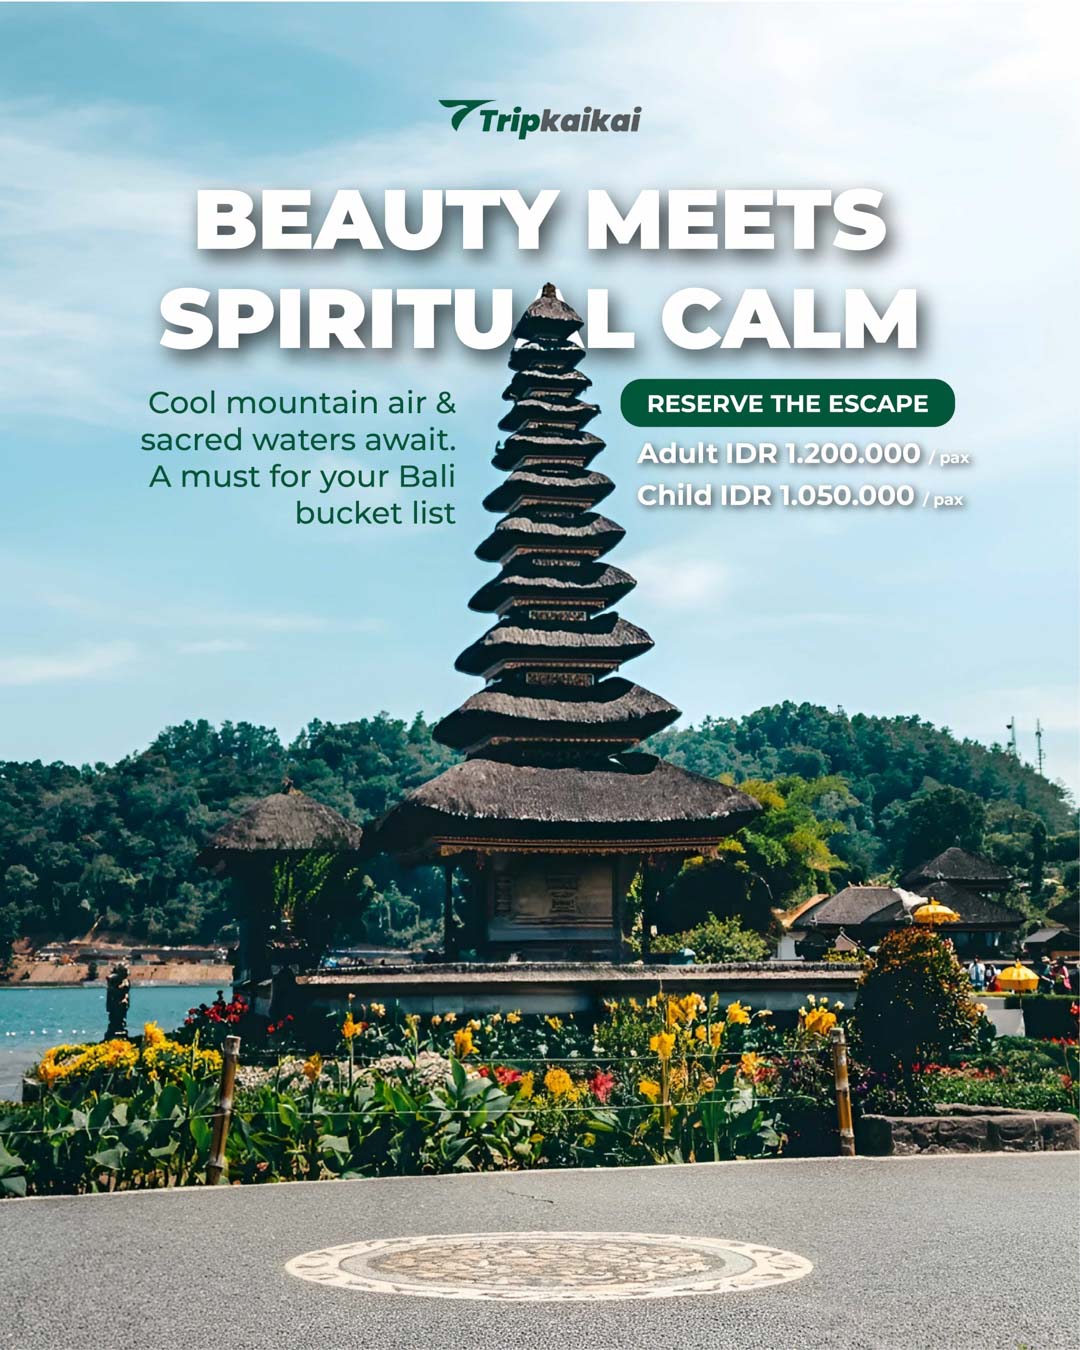 Tripkaikai
BEAUTY MEETS
SPIRITUAL CALM
Cool mountain air &
sacred waters await.
A must for your Bali
bucket list
RESERVE THE ESCAPE
Adult IDR 1.200.000 / pax
Child IDR 1.050.000 / pax